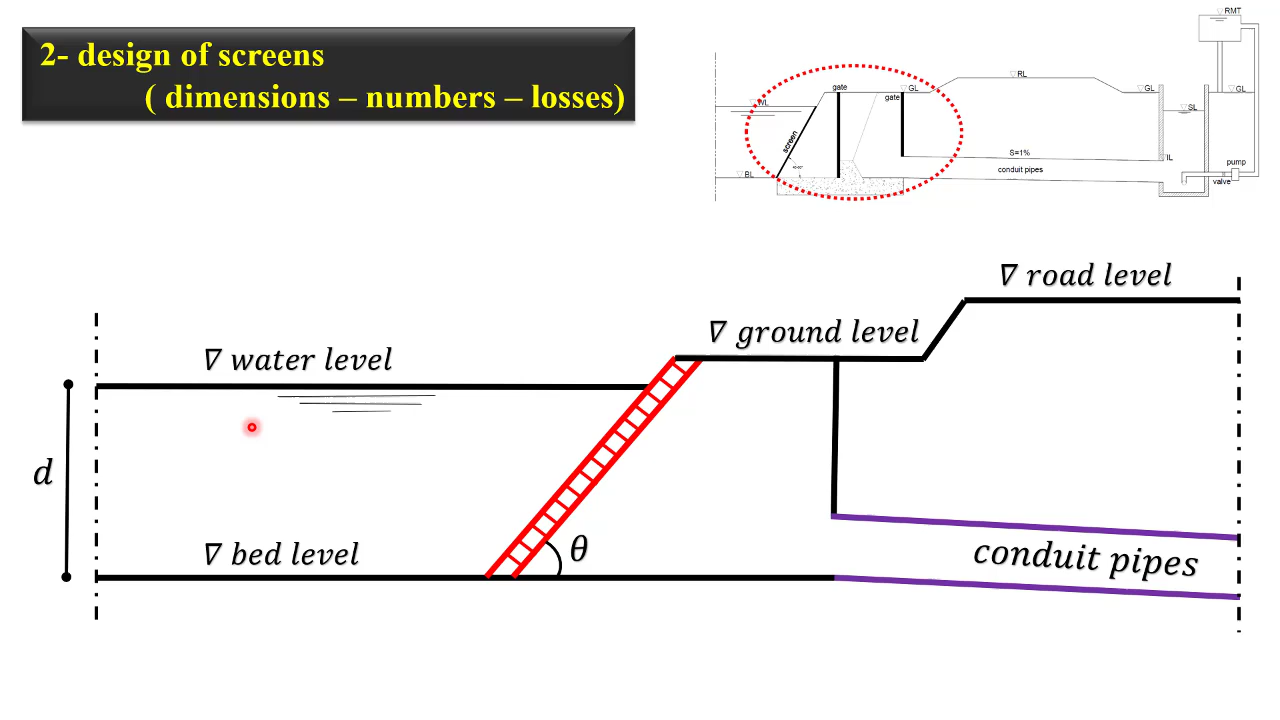 2- design of screens
( dimensions – numbers – losses)
RMT
RL
WL
gate
GL
gate
GL
SL
GL
screen
S=1%
IL
BL
conduit pipes
pump
valve
∇ road level
∇ ground level
∇ water level
d
∇ bed level
θ
conduit pipes